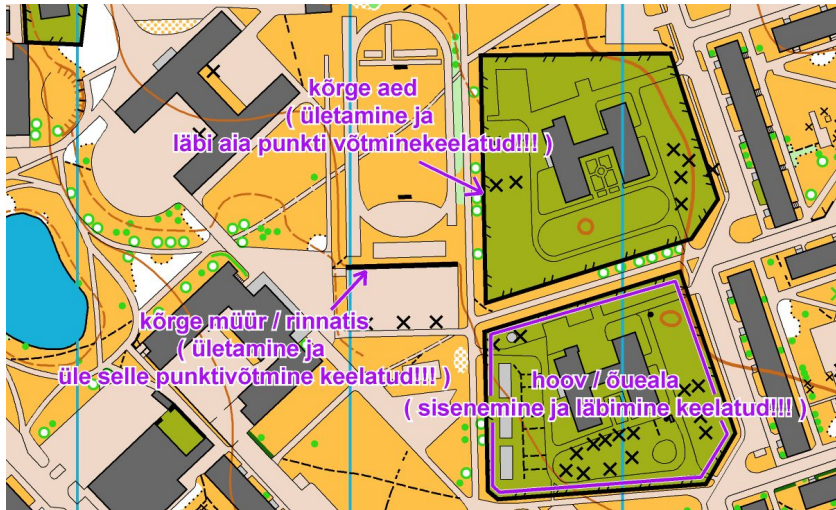 kõrge aed
( ületamine ja
läbi aia punkti võtminekeelatud!!! )
kõrge müür / rinnatis
( ületamine ja
üle selle punktivõtmine keelatud!!! )
hoov / õueala
( sisenemine ja läbimine keelatud!!! )